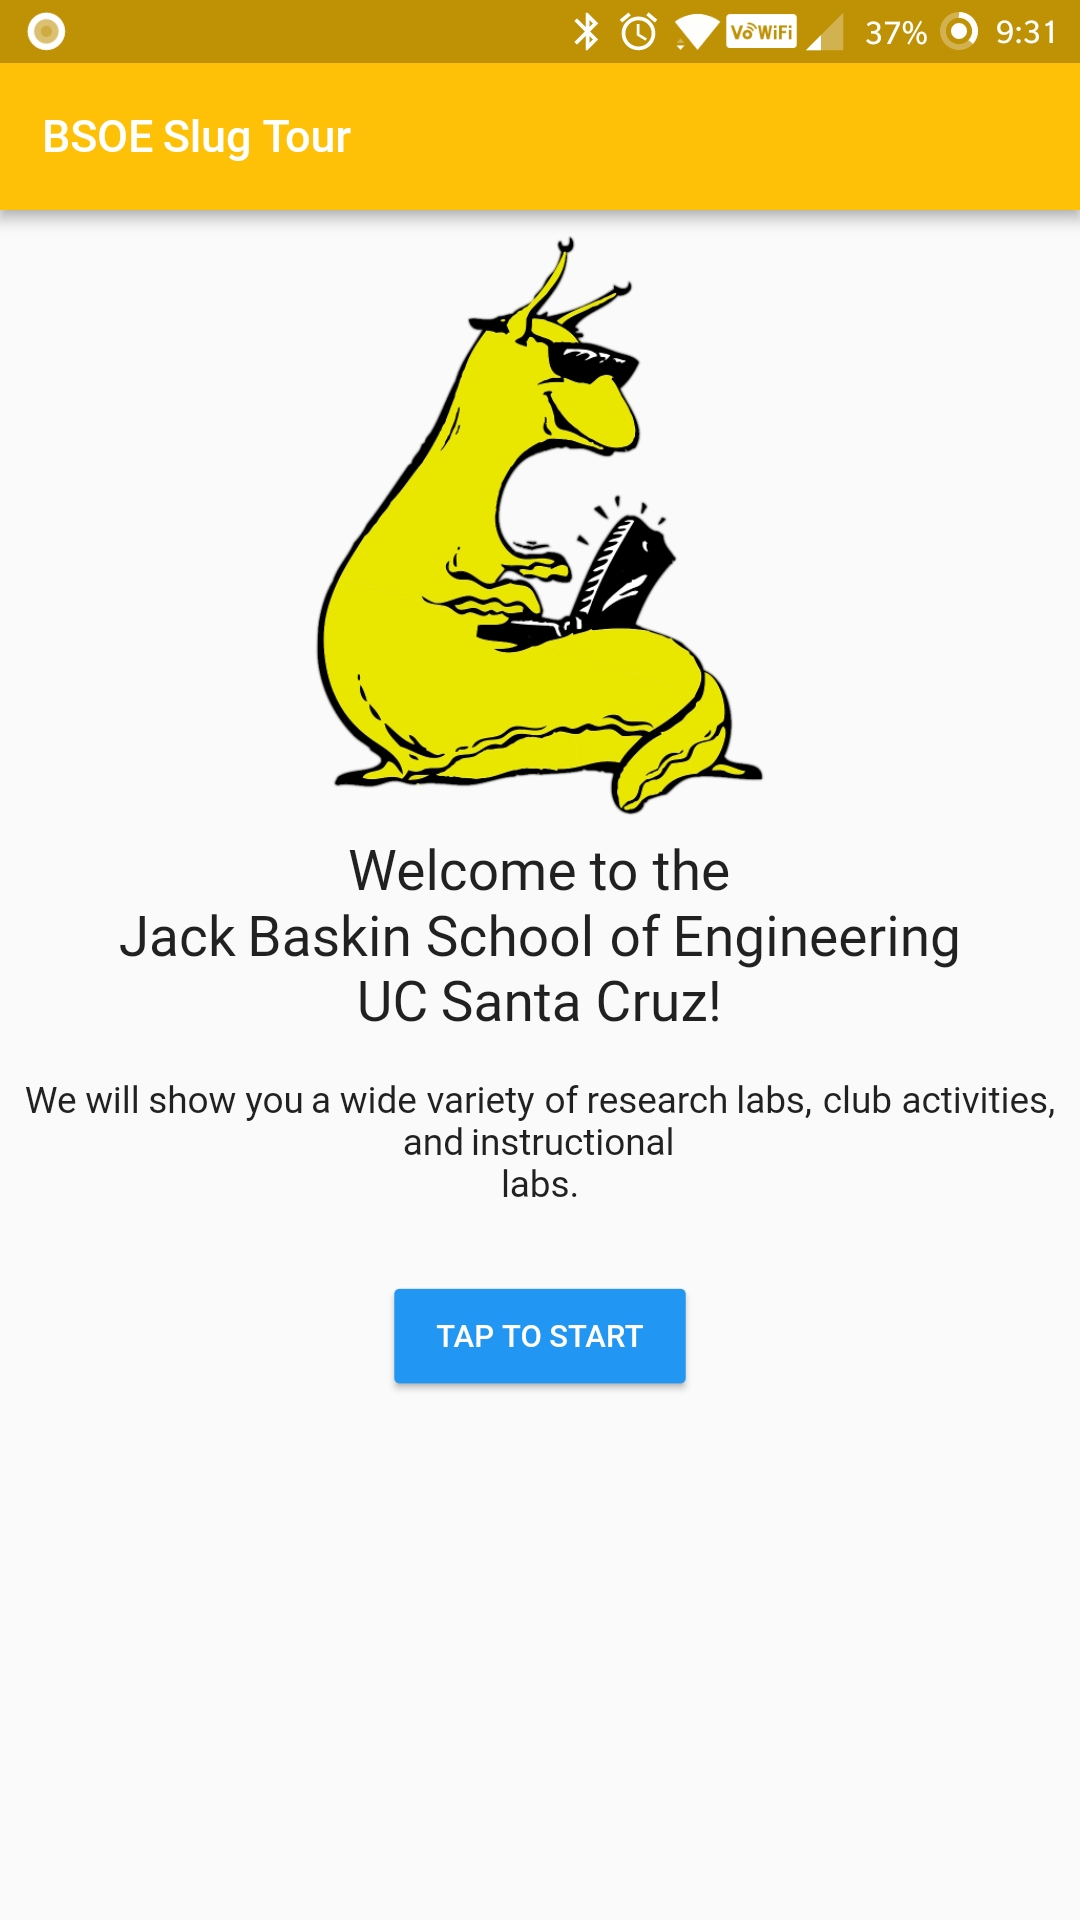 Vo WiFi 37% 9:31
BSOE Slug Tour
Welcome to the
Jack Baskin School of Engineering
UC Santa Cruz!
We will show you a wide variety of research labs, club activities,
and instructional
labs.
TAP TO START